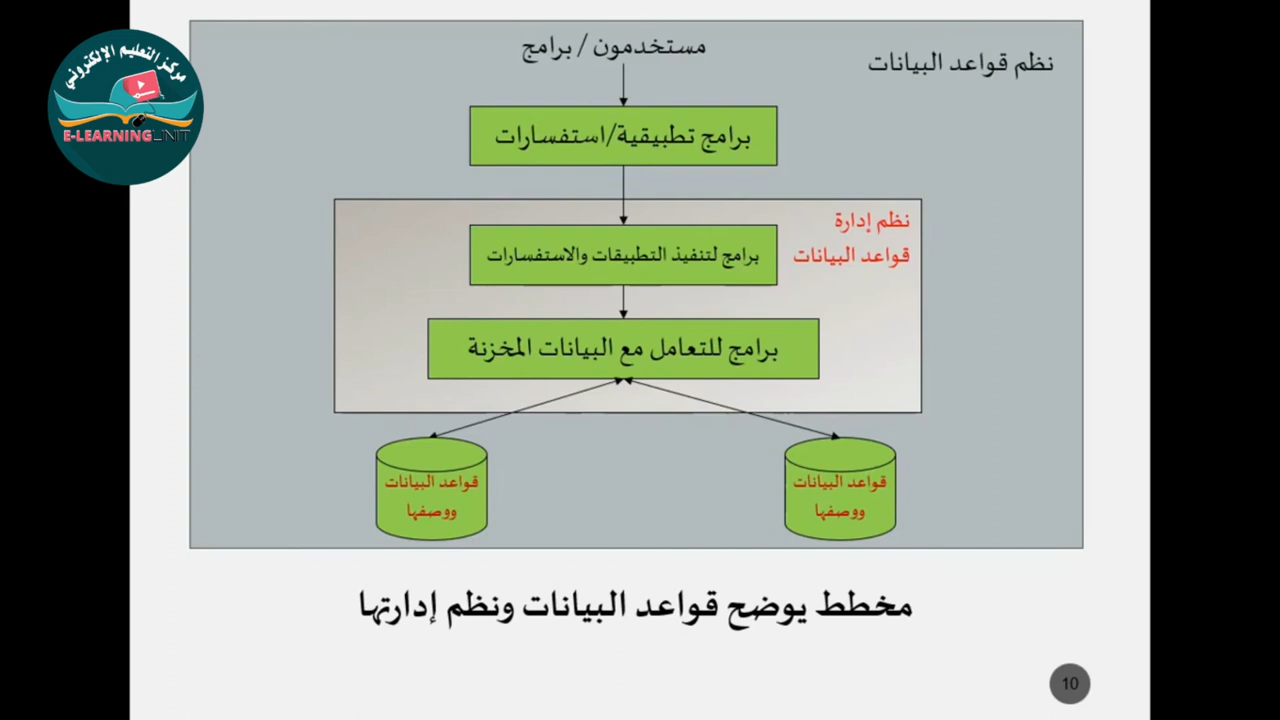 مركز التعليم الإلكتروني
E-LEARNING UNIT
نظم قواعد البيانات
مستخدمون / برامج
برامج تطبيقية/استفسارات
نظم إدارة
قواعد البيانات
برامج لتنفيذ التطبيقات والاستفسارات
برامج للتعامل مع البيانات المخزنة
قواعد البيانات
ووصفها
قواعد البيانات
ووصفها
مخطط يوضح قواعد البيانات ونظم إدارتها
10